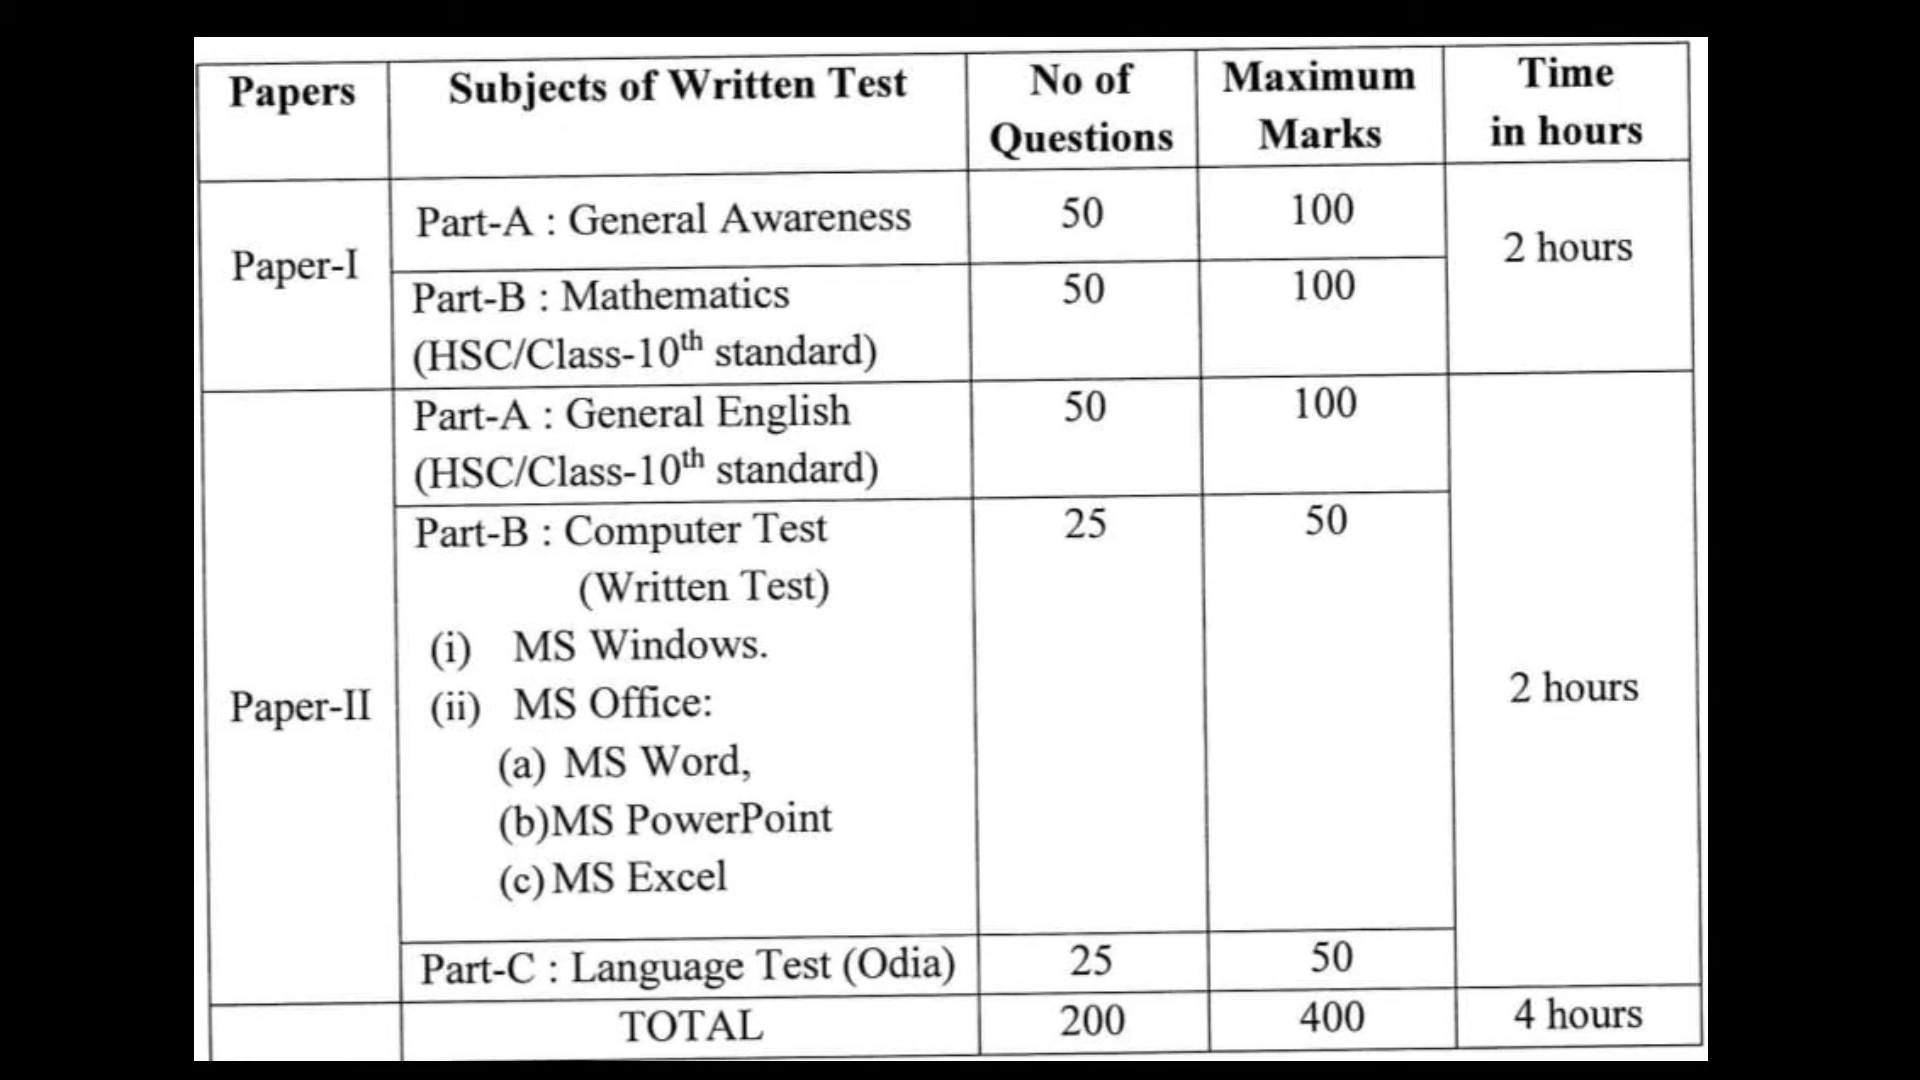 Papers Subjects of Written Test No of Questions Maximum Marks Time in hours
Paper-I
Part-A : General Awareness 50 100 2 hours
Part-B : Mathematics 50 100
(HSC/Class-10th standard)
Paper-II
Part-A : General English 50 100 2 hours
(HSC/Class-10th standard)
Part-B : Computer Test 25 50
(Written Test)
(i) MS Windows.
(ii) MS Office:
(a) MS Word,
(b)MS PowerPoint
(c) MS Excel
Part-C : Language Test (Odia) 25 50
TOTAL 200 400 4 hours